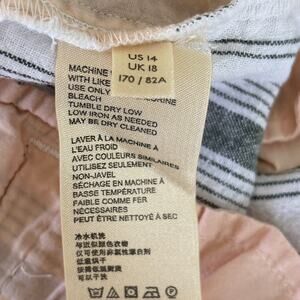 US 14
UK 18
170 / 82A
MACHINE
WITH LIKE
USE ONLY
BLEACH
TUMBLE DRY LOW
LOW IRON AS NEEDED
MAY BE DRY CLEANED
LAVER À LA MACHINE À
L'EAU FROID
AVEC COULEURS SIMILAIRES
UTILISEZ SEULEMENT
NON-JAVEL
SÉCHAGE EN MACHINE À
BASSE TEMPÉRATURE
FAIBLE COMME FER
NÉCESSAIRES
PEUT ÊTRE NETTOYÉ À SEC
冷水机洗
与近似颜色衣物
仅可使用非氯性漂白剂
低温烘干
按需低温熨烫
可干洗